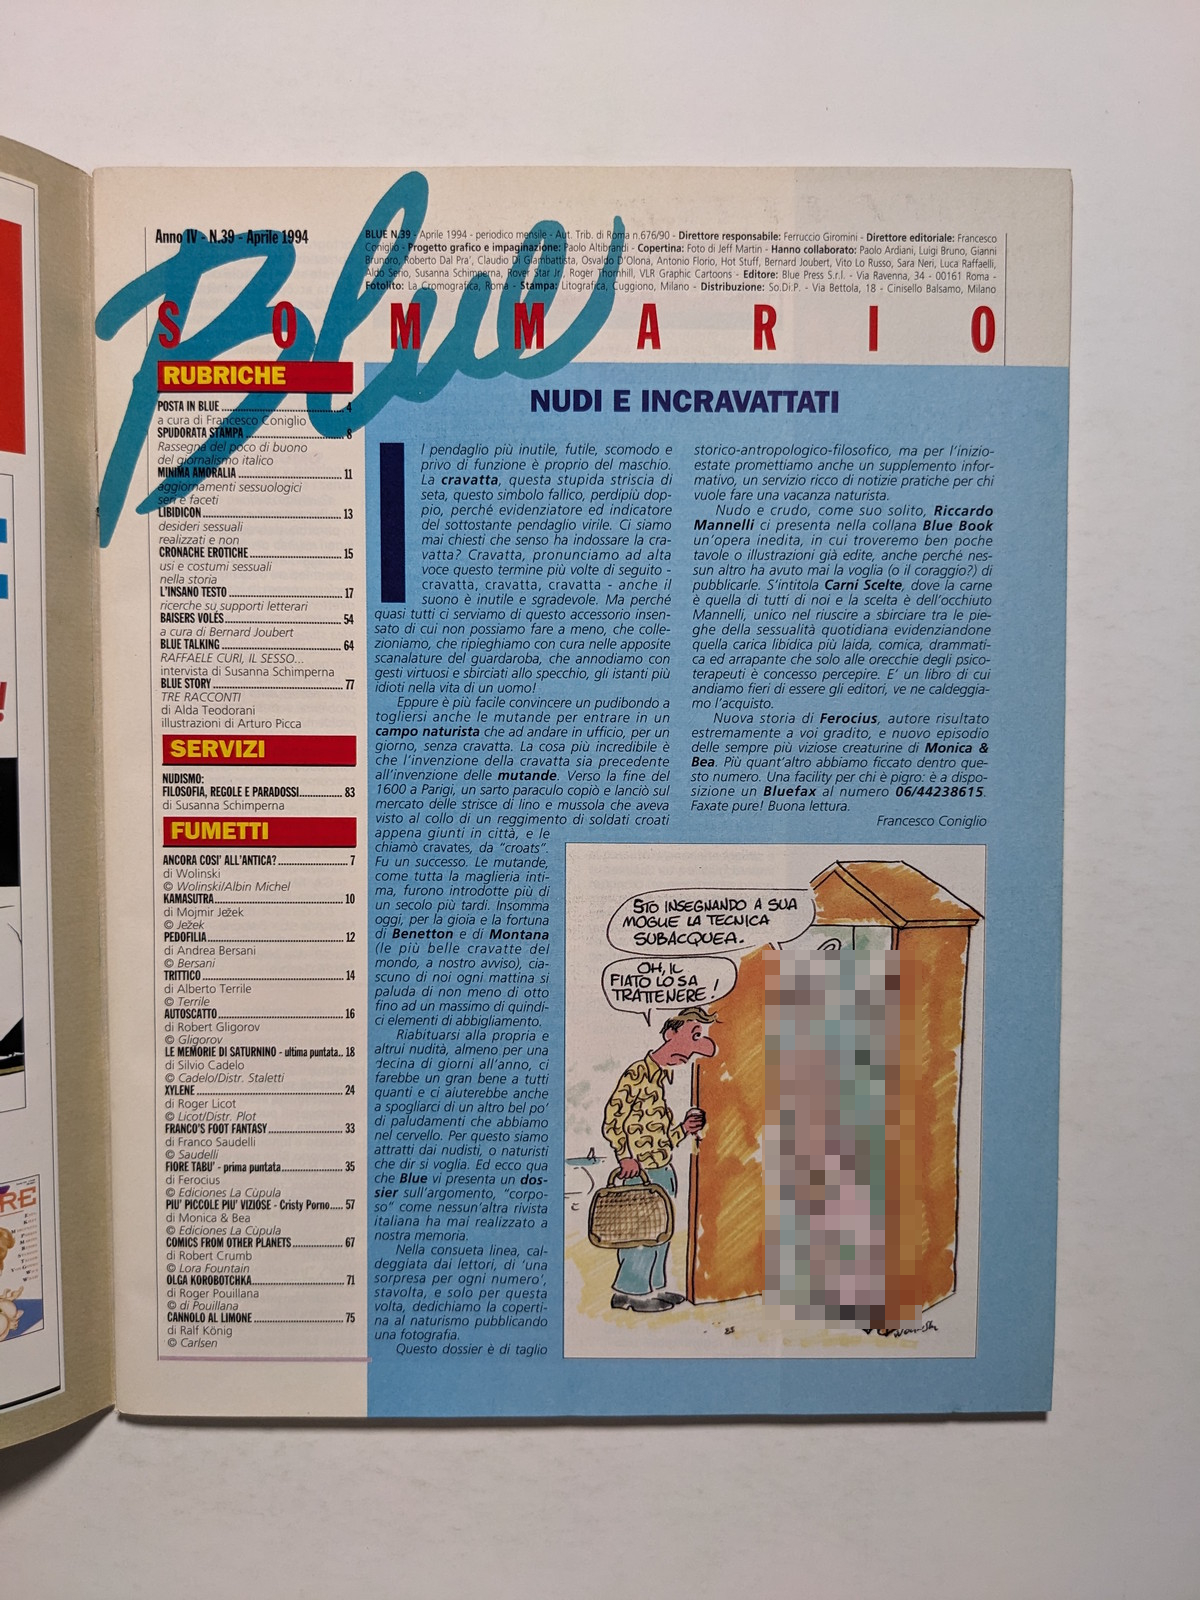 Blue
Anno IV - N.39 - Aprile 1994
BLUE N.39 - Aprile 1994 - periodico mensile - Aut. Trib. di Roma n.676/90 - Direttore responsabile: Ferruccio Giromini - Direttore editoriale: Francesco
Coniglio - Progetto grafico e impaginazione: Paolo Altibrandi - Copertina: Foto di Jeff Martin - Hanno collaborato: Paolo Ardiani, Luigi Bruno, Gianni
Brunoro, Roberto Dal Pra', Claudio Di Giambattista, Osvaldo D'Olona, Antonio Florio, Hot Stuff, Bernard Joubert, Vito Lo Russo, Sara Neri, Luca Raffaelli,
Aldo Serio, Susanna Schimperna, Rover Star Jr, Roger Thornhill, VLR Graphic Cartoons - Editore: Blue Press S.r.l. - Via Ravenna, 34 - 00161 Roma -
Fotolito: La Cromografica, Roma - Stampa: Litografica, Cuggiono, Milano - Distribuzione: So.Di.P. - Via Bettola, 18 - Cinisello Balsamo, Milano
SOMMARIO
RUBRICHE
POSTA IN BLUE 4
a cura di Francesco Coniglio
SPUDORATA STAMPA 8
Rassegna del poco di buono
del giornalismo italico
MINIMA AMORALIA 11
aggiornamenti sessuologici
seri e faceti
LIBIDICON 13
desideri sessuali
realizzati e non
CRONACHE EROTICHE 15
usi e costumi sessuali
nella storia
L'INSANO TESTO 17
ricerche su supporti letterari
BAISERS VOLÉS 54
a cura di Bernard Joubert
BLUE TALKING 64
RAFFAELE CURI, IL SESSO...
intervista di Susanna Schimperna
BLUE STORY 77
TRE RACCONTI
di Alda Teodorani
illustrazioni di Arturo Picca
SERVIZI
NUDISMO:
FILOSOFIA, REGOLE E PARADOSSI 83
di Susanna Schimperna
FUMETTI
ANCORA COSI' ALL'ANTICA? 7
di Wolinski
© Wolinski/Albin Michel
KAMASUTRA 10
di Mojmir Ježek
© Ježek
PEDOFILIA 12
di Andrea Bersani
© Bersani
TRITTICO 14
di Alberto Terrile
© Terrile
AUTOSCATTO 16
di Robert Gligorov
© Gligorov
LE MEMORIE DI SATURNINO - ultima puntata.. 18
di Silvio Cadelo
© Cadelo/Distr. Staletti
XYLENE 24
di Roger Licot
© Licot/Distr. Plot
FRANCO'S FOOT FANTASY 33
di Franco Saudelli
© Saudelli
FIORE TABU' - prima puntata 35
di Ferocius
© Ediciones La Cùpula
PIU' PICCOLE PIU' VIZIOSE - Cristy Porno..... 57
di Monica & Bea
© Ediciones La Cùpula
COMICS FROM OTHER PLANETS 67
di Robert Crumb
© Lora Fountain
OLGA KOROBOTCHKA 71
di Roger Pouillana
© di Pouillana
CANNOLO AL LIMONE 75
di Ralf König
© Carlsen
NUDI E INCRAVATTATI
Il pendaglio più inutile, futile, scomodo e
privo di funzione è proprio del maschio.
La cravatta, questa stupida striscia di
seta, questo simbolo fallico, perdipiù dop-
pio, perché evidenziatore ed indicatore
del sottostante pendaglio virile. Ci siamo
mai chiesti che senso ha indossare la cra-
vatta? Cravatta, pronunciamo ad alta
voce questo termine più volte di seguito -
cravatta, cravatta, cravatta - anche il
suono è inutile e sgradevole. Ma perché
quasi tutti ci serviamo di questo accessorio insen-
sato di cui non possiamo fare a meno, che colle-
zioniamo, che ripieghiamo con cura nelle apposite
scanalature del guardaroba, che annodiamo con
gesti virtuosi e sbirciati allo specchio, gli istanti più
idioti nella vita di un uomo!
Eppure è più facile convincere un pudibondo a
togliersi anche le mutande per entrare in un
campo naturista che ad andare in ufficio, per un
giorno, senza cravatta. La cosa più incredibile è
che l'invenzione della cravatta sia precedente
all'invenzione delle mutande. Verso la fine del
1600 a Parigi, un sarto paraculo copiò e lanciò sul
mercato delle strisce di lino e mussola che aveva
visto al collo di un reggimento di soldati croati
appena giunti in città, e le
chiamò cravates, da "croats".
Fu un successo. Le mutande,
come tutta la maglieria inti-
ma, furono introdotte più di
un secolo più tardi. Insomma
oggi, per la gioia e la fortuna
di Benetton e di Montana
(le più belle cravatte del
mondo, a nostro avviso), cia-
scuno di noi ogni mattina si
paluda di non meno di otto
fino ad un massimo di quindi-
ci elementi di abbigliamento.
Riabituarsi alla propria e
altrui nudità, almeno per una
decina di giorni all'anno, ci
farebbe un gran bene a tutti
quanti e ci aiuterebbe anche
a spogliarci di un altro bel po'
di paludamenti che abbiamo
nel cervello. Per questo siamo
attratti dai nudisti, o naturisti
che dir si voglia. Ed ecco qua
che Blue vi presenta un dos-
sier sull'argomento, "corpo-
so" come nessun'altra rivista
italiana ha mai realizzato a
nostra memoria.
Nella consueta linea, cal-
deggiata dai lettori, di 'una
sorpresa per ogni numero',
stavolta, e solo per questa
volta, dedichiamo la coperti-
na al naturismo pubblicando
una fotografia.
Questo dossier è di taglio
storico-antropologico-filosofico, ma per l'inizio-
estate promettiamo anche un supplemento infor-
mativo, un servizio ricco di notizie pratiche per chi
vuole fare una vacanza naturista.
Nudo e crudo, come suo solito, Riccardo
Mannelli ci presenta nella collana Blue Book
un'opera inedita, in cui troveremo ben poche
tavole o illustrazioni già edite, anche perché nes-
sun altro ha avuto mai la voglia (o il coraggio?) di
pubblicarle. S'intitola Carni Scelte, dove la carne
è quella di tutti di noi e la scelta è dell'occhiuto
Mannelli, unico nel riuscire a sbirciare tra le pie-
ghe della sessualità quotidiana evidenziandone
quella carica libidica più laida, comica, drammati-
ca ed arrapante che solo alle orecchie degli psico-
terapeuti è concesso percepire. E' un libro di cui
andiamo fieri di essere gli editori, ve ne caldeggia-
mo l'acquisto.
Nuova storia di Ferocius, autore risultato
estremamente a voi gradito, e nuovo episodio
delle sempre più viziose creaturine di Monica &
Bea. Più quant'altro abbiamo ficcato dentro que-
sto numero. Una facility per chi è pigro: è a dispo-
sizione un Bluefax al numero 06/44238615.
Faxate pure! Buona lettura.
Francesco Coniglio
STO INSEGNANDO A SUA
MOGLIE LA TECNICA
SUBACQUEA.
OH, IL
FIATO LO SA
TRATTENERE!